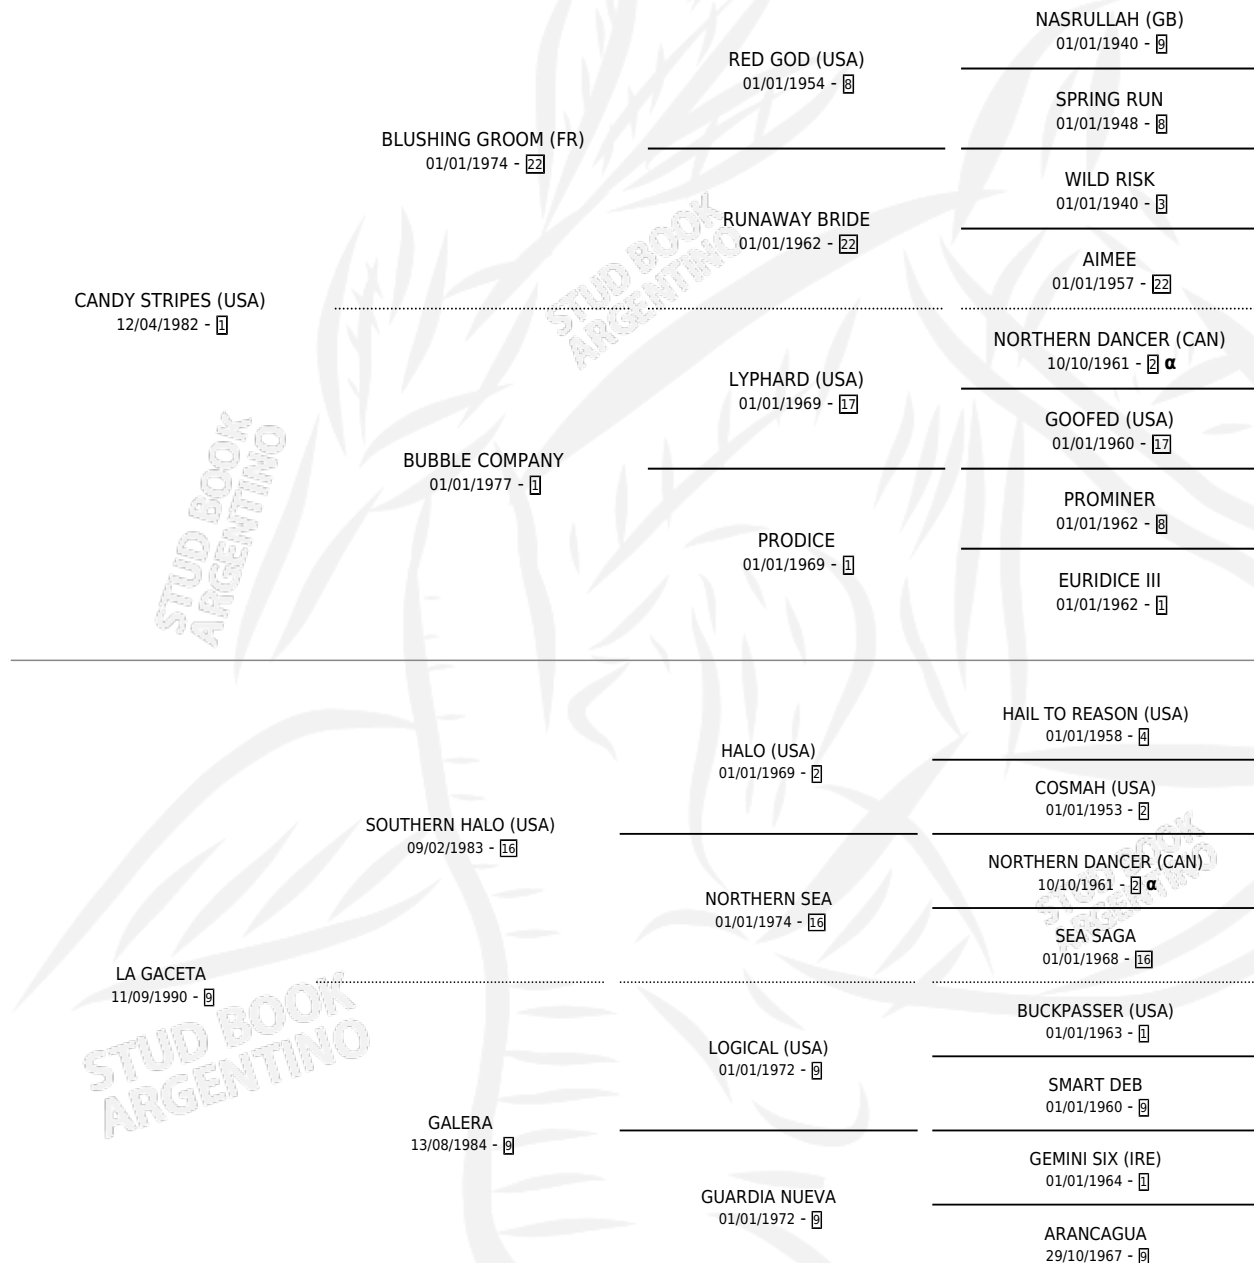 NASRULLAH (GB)
01/01/1940 - 9
RED GOD (USA)
01/01/1954 - 8
SPRING RUN
01/01/1948 - 8
BLUSHING GROOM (FR)
01/01/1974 - 22
WILD RISK
01/01/1940 - 3
RUNAWAY BRIDE
01/01/1962 - 22
AIMEE
01/01/1957 - 22
CANDY STRIPES (USA)
12/04/1982 - 1
NORTHERN DANCER (CAN)
10/10/1961 - 2 α
LYPHARD (USA)
01/01/1969 - 17
GOOFED (USA)
01/01/1960 - 17
BUBBLE COMPANY
01/01/1977 - 1
PROMINER
01/01/1962 - 8
PRODICE
01/01/1969 - 1
EURIDICE III
01/01/1962 - 1
HAIL TO REASON (USA)
01/01/1958 - 4
HALO (USA)
01/01/1969 - 2
COSMAH (USA)
01/01/1953 - 2
SOUTHERN HALO (USA)
09/02/1983 - 16
NORTHERN DANCER (CAN)
10/10/1961 - 2 α
NORTHERN SEA
01/01/1974 - 16
SEA SAGA
01/01/1968 - 16
LA GACETA
11/09/1990 - 9
BUCKPASSER (USA)
01/01/1963 - 1
LOGICAL (USA)
01/01/1972 - 9
SMART DEB
01/01/1960 - 9
GALERA
13/08/1984 - 9
GEMINI SIX (IRE)
01/01/1964 - 1
GUARDIA NUEVA
01/01/1972 - 9
ARANCAGUA
29/10/1967 - 9
STUD BOOK
ARGENTINO
STUD BOOK
ARGENTINO
STUD BOOK
ARGENTINO
STUD BOOK
ARGENTINO